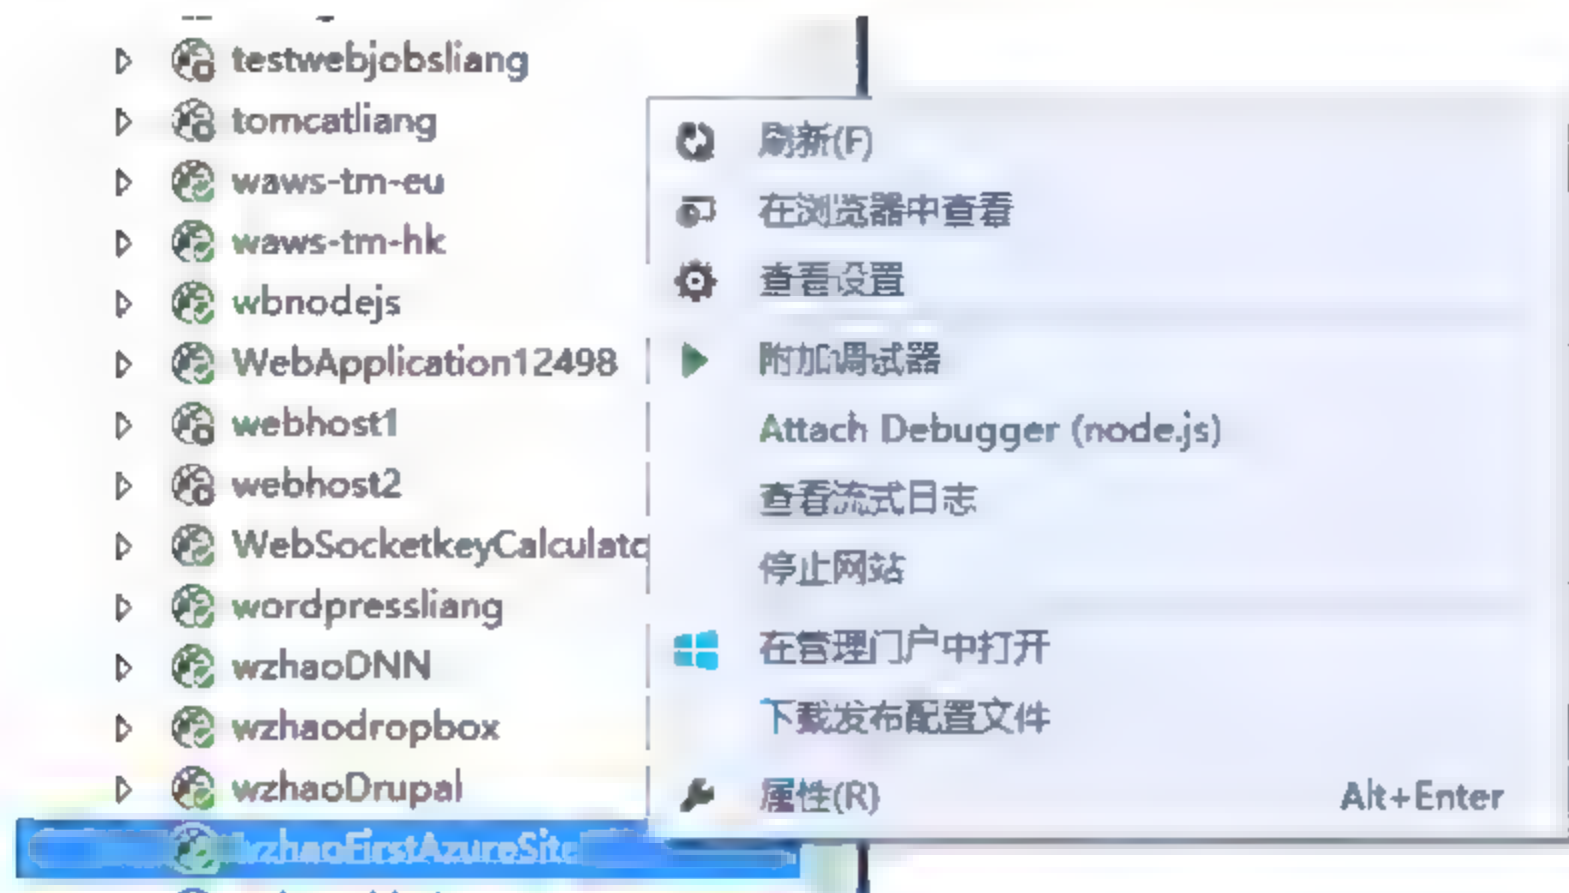 testwebjobsliang
tomcatliang
waws-tm-eu
waws-tm-hk
wbnodejs
WebApplication12498
webhost1
webhost2
WebSocketkeyCalculato
wordpressliang
wzhaoDNN
wzhaodropbox
wzhaoDrupal
wzhaoFirstAzureSite
刷新(F)
在浏览器中查看
查看设置
附加调试器
Attach Debugger (node.js)
查看流式日志
停止网站
在管理门户中打开
下载发布配置文件
属性(R) Alt+Enter